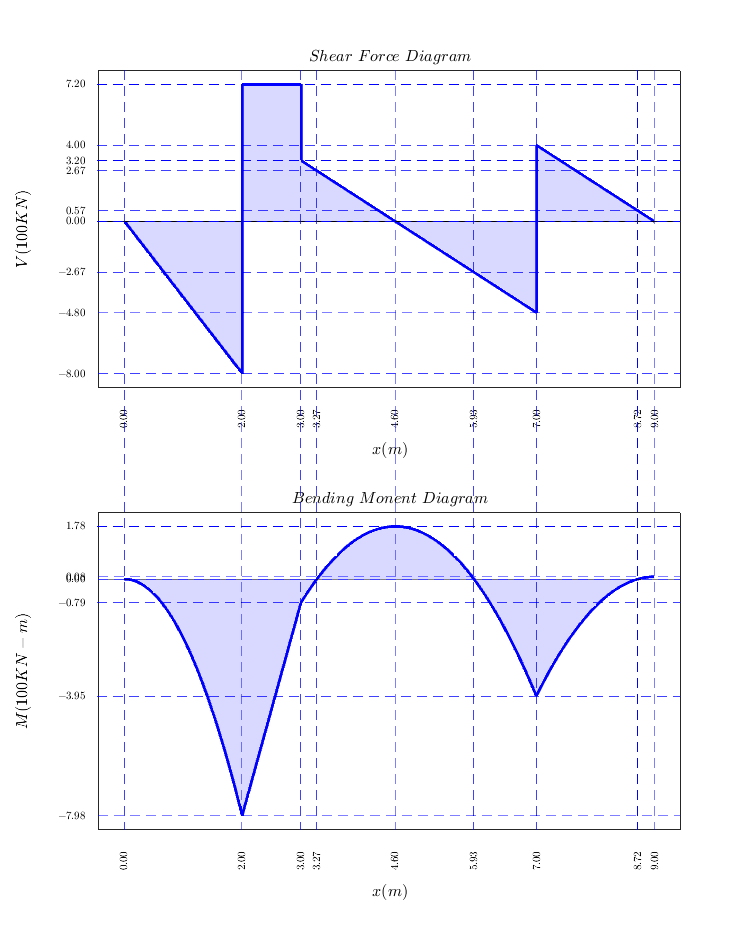 Shear Force Diagram
7.20
4.00
3.20
2.67
0.57
0.00
−2.67
−4.80
−8.00
V(100KN)
0.00 2.00 3.00 3.27 4.60 5.93 7.00 8.72 9.00
x(m)
Bending Monent Diagram
1.78
0.00
−0.79
−3.95
−7.98
M(100KN − m)
0.00 2.00 3.00 3.27 4.60 5.93 7.00 8.72 9.00
x(m)